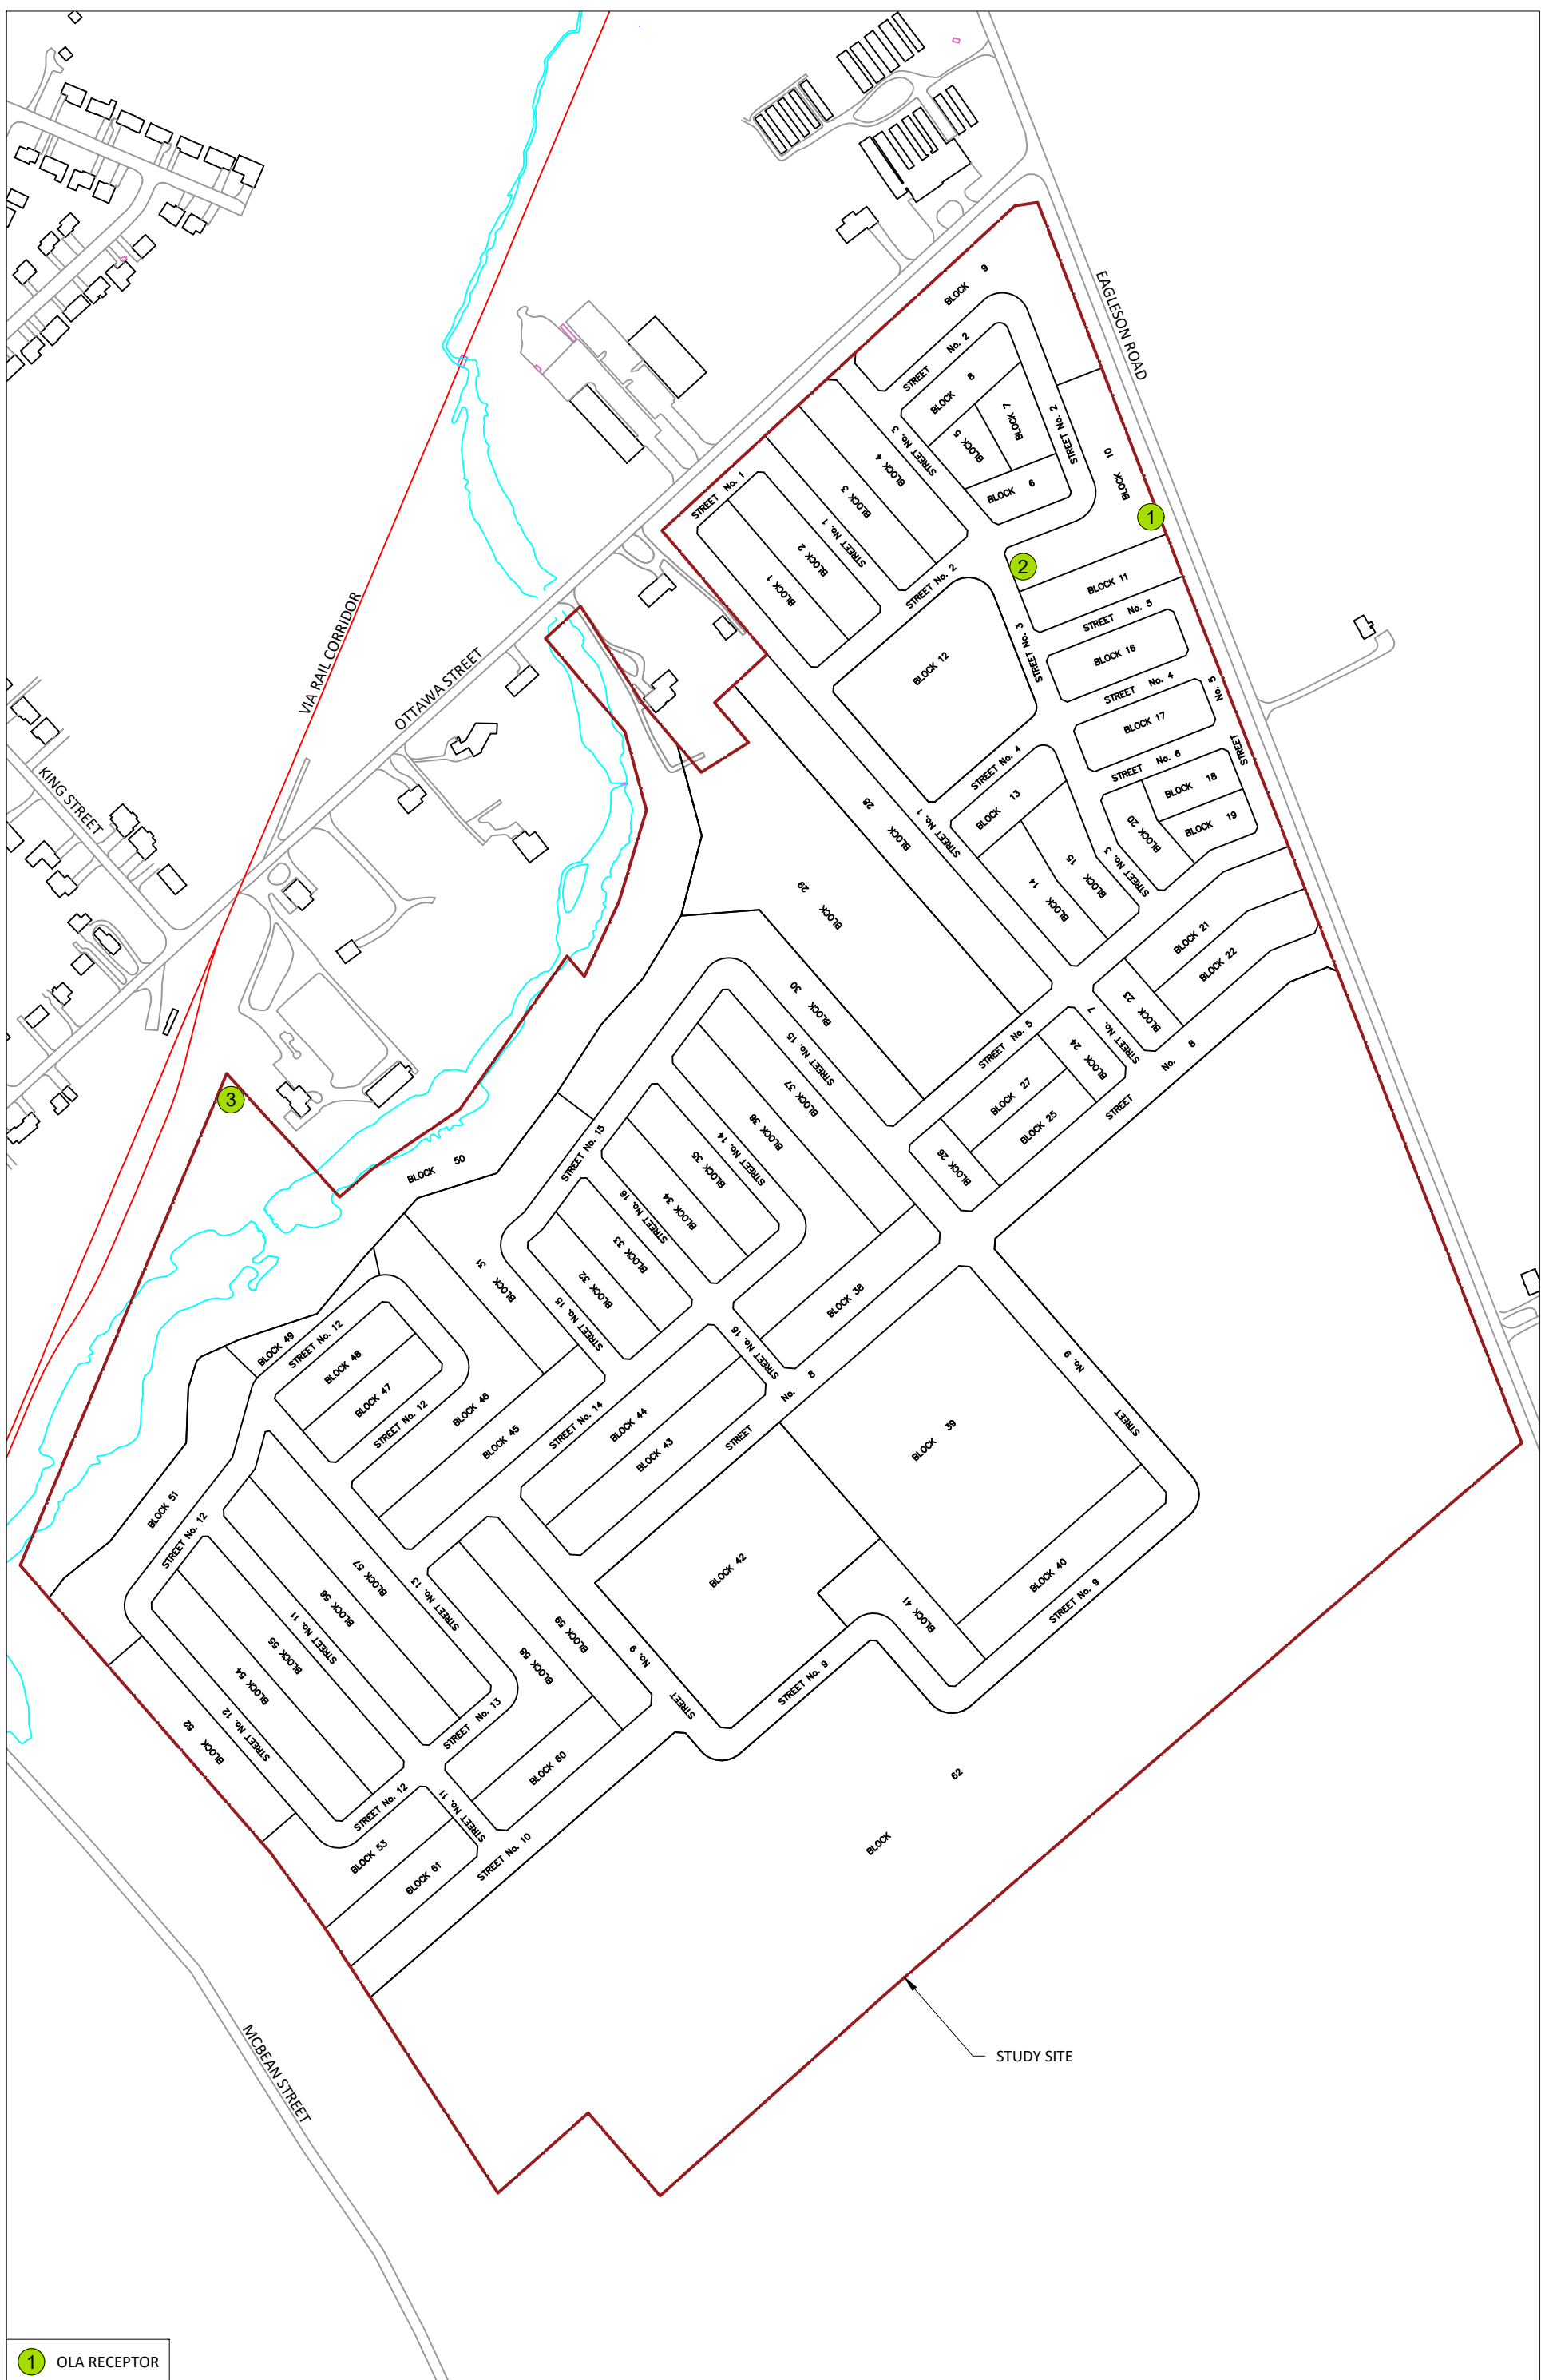 BLOCK 9
EAGLESON ROAD
STREET No. 2
BLOCK 8
BLOCK 7
BLOCK 5
STREET No. 2
STREET No. 3
BLOCK 4
BLOCK 10
BLOCK 6
BLOCK 3
STREET No. 1
STREET No. 1
1
BLOCK 2
BLOCK 1
2
STREET No. 2
BLOCK 11
STREET No. 5
STREET No. 3
BLOCK 12
BLOCK 16
STREET No. 4
STREET No. 5
BLOCK 17
VIA RAIL CORRIDOR
OTTAWA STREET
KING STREET
STREET No. 6
STREET No. 4
BLOCK 18
BLOCK 19
BLOCK 20
BLOCK 13
BLOCK 28
STREET No. 1
BLOCK 15
BLOCK 14
STREET No. 3
BLOCK 29
BLOCK 21
BLOCK 22
BLOCK 23
STREET No. 7
BLOCK 30
STREET No. 5
BLOCK 24
STREET No. 8
BLOCK 27
BLOCK 25
BLOCK 26
STREET No. 15
BLOCK 37
BLOCK 36
3
STREET No. 14
STREET No. 15
BLOCK 35
BLOCK 34
BLOCK 50
STREET No. 16
BLOCK 33
BLOCK 32
BLOCK 31
STREET No. 15
BLOCK 38
STREET No. 16
STREET No. 9
BLOCK 49
STREET No. 12
BLOCK 48
BLOCK 47
STREET No. 12
BLOCK 46
BLOCK 45
STREET No. 14
BLOCK 44
BLOCK 43
STREET No. 8
BLOCK 39
BLOCK 51
STREET No. 12
BLOCK 57
BLOCK 56
STREET No. 13
BLOCK 42
BLOCK 40
BLOCK 41
STREET No. 9
STREET No. 11
BLOCK 55
BLOCK 54
BLOCK 59
BLOCK 58
STREET No. 9
STREET No. 9
STREET No. 13
BLOCK 52
STREET No. 12
BLOCK 60
STREET No. 12
STREET No. 11
BLOCK 53
BLOCK 61
STREET No. 10
BLOCK 62
MCBEAN STREET
STUDY SITE
1 OLA RECEPTOR